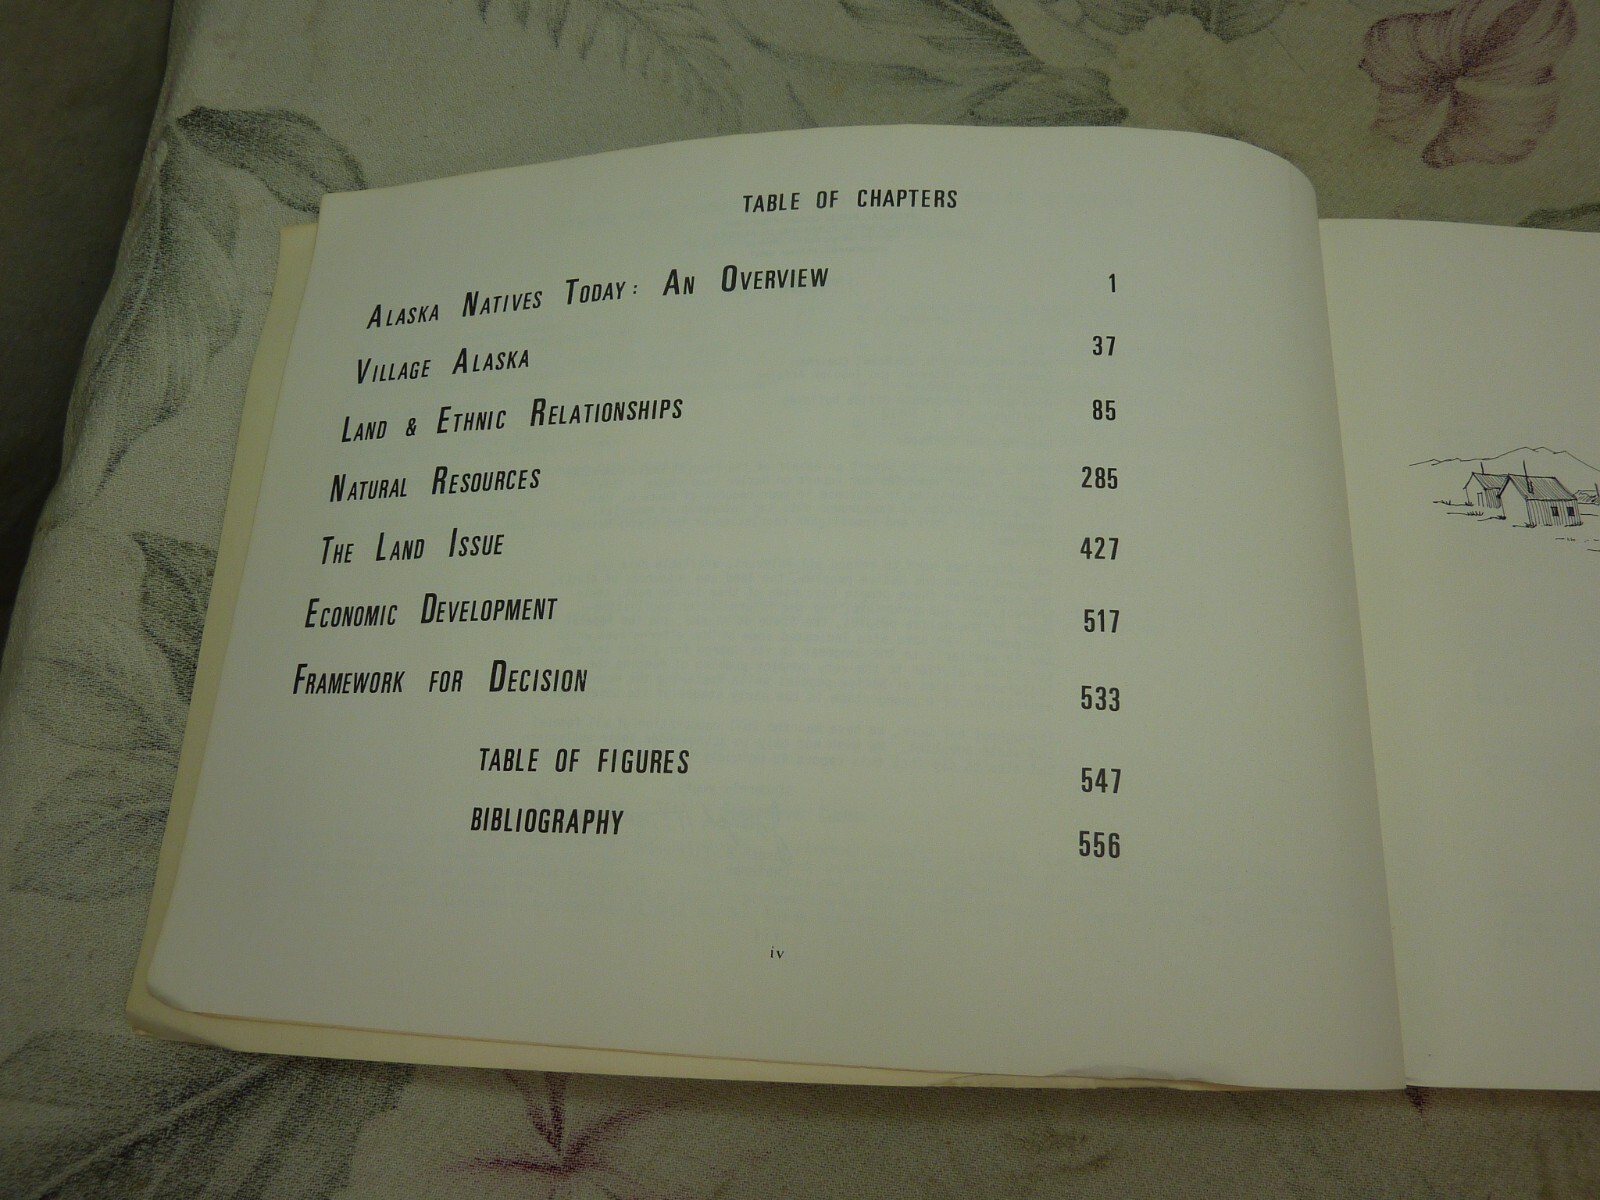 TABLE OF CHAPTERS
ALASKA NATIVES TODAY: AN OVERVIEW 1
VILLAGE ALASKA 37
LAND & ETHNIC RELATIONSHIPS 85
NATURAL RESOURCES 285
THE LAND ISSUE 427
ECONOMIC DEVELOPMENT 517
FRAMEWORK FOR DECISION 533
TABLE OF FIGURES 547
BIBLIOGRAPHY 556
iv